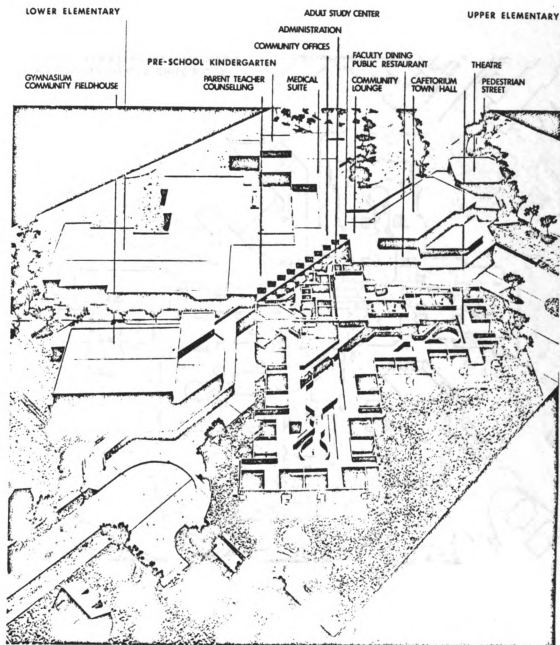 LOWER ELEMENTARY
ADULT STUDY CENTER
UPPER ELEMENTARY
ADMINISTRATION
COMMUNITY OFFICES
PRE-SCHOOL KINDERGARTEN
FACULTY DINING
PUBLIC RESTAURANT
THEATRE
GYMNASIUM
COMMUNITY FIELDHOUSE
PARENT TEACHER
COUNSELLING
MEDICAL
SUITE
COMMUNITY
LOUNGE
CAFETORIUM
TOWN HALL
PEDESTRIAN
STREET